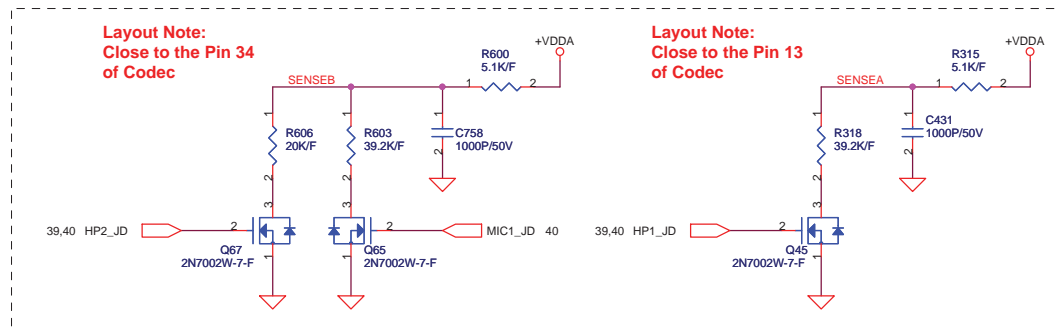 Layout Note:
Close to the Pin 34
of Codec
SENSEB
R600
5.1K/F
1
2
+VDDA
1
R606
20K/F
2
1
R603
39.2K/F
2
1
C758
1000P/50V
2
39,40 HP2_JD
2
3
1
Q67
2N7002W-7-F
3
2
1
Q65
2N7002W-7-F
MIC1_JD 40
Layout Note:
Close to the Pin 13
of Codec
SENSEA
R315
5.1K/F
1
2
+VDDA
1
R318
39.2K/F
2
1
C431
1000P/50V
2
39,40 HP1_JD
2
3
1
Q45
2N7002W-7-F